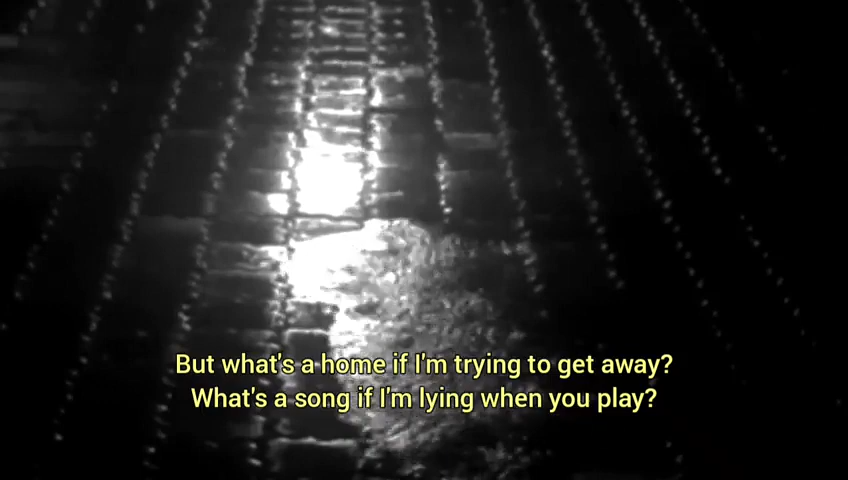 But what's a home if I'm trying to get away?
What's a song if I'm lying when you play?